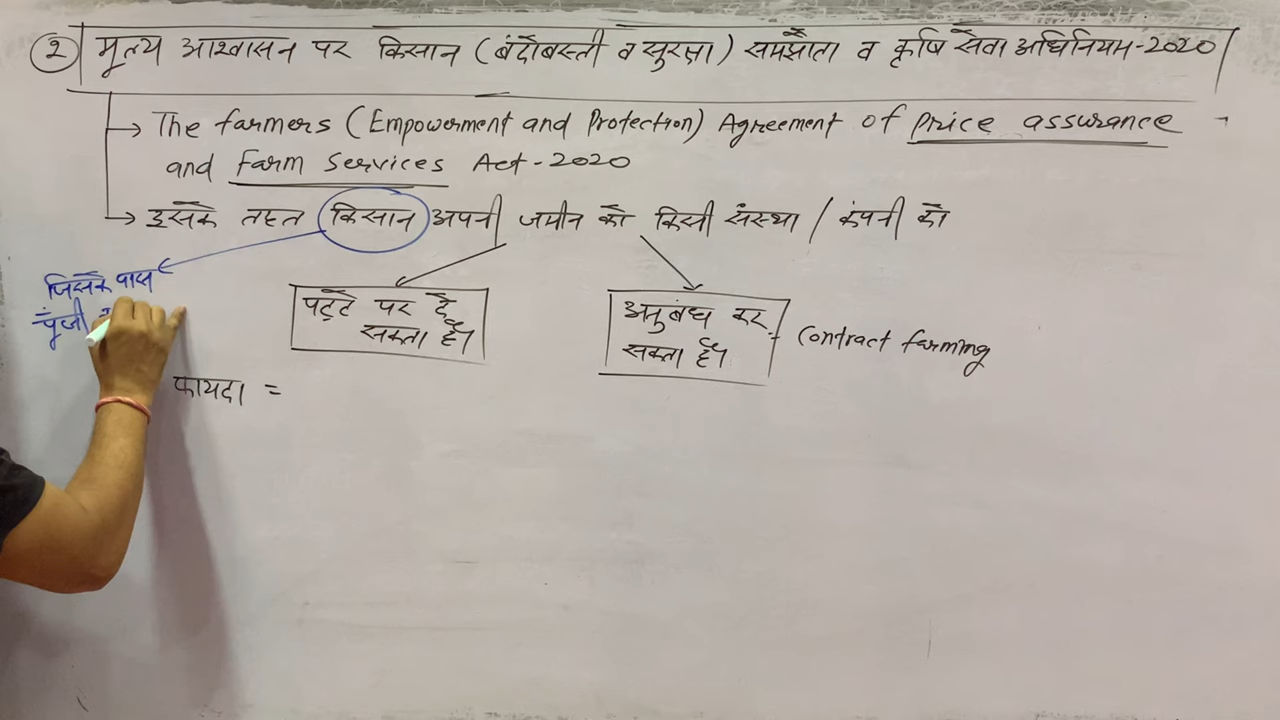 २ मूल्य आश्वासन पर किसान (बंदोबस्ती व सुरक्षा) समझौता व कृषि सेवा अधिनियम-2020
→ The farmers (Empowerment and Protection) Agreement of Price assurance
and Farm Services Act-2020
→ इसके तहत किसान अपनी जमीन को किसी संस्था / कंपनी को
जिसके पास
पूंजी
पट्टे पर दे
सकता है।
अनुबंध कर
सकता है।
- Contract farming
फायदा =